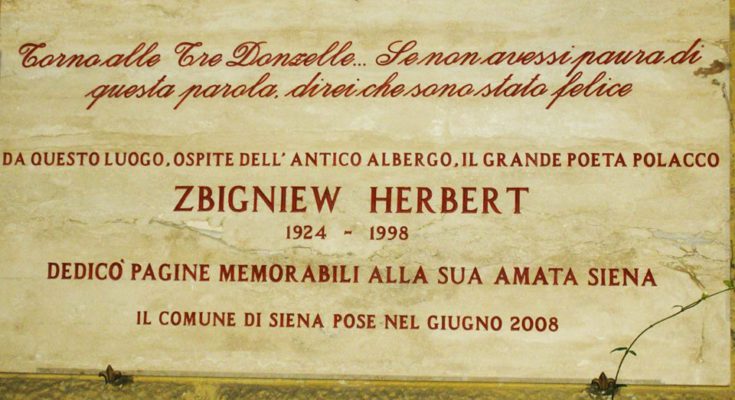 Torno alle Tre Donzelle... Se non avessi paura di
questa parola, direi che sono stato felice
DA QUESTO LUOGO, OSPITE DELL' ANTICO ALBERGO, IL GRANDE POETA POLACCO
ZBIGNIEW HERBERT
1924 - 1998
DEDICO' PAGINE MEMORABILI ALLA SUA AMATA SIENA
IL COMUNE DI SIENA POSE NEL GIUGNO 2008